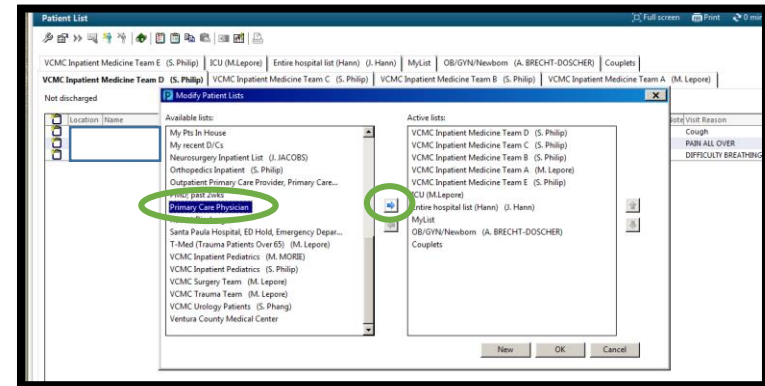 Patient List
Full screen Print 0 min
VCMC Inpatient Medicine Team E (S. Philip) ICU (M.Lepore) Entire hospital list (Hann) (J. Hann) MyList OB/GYN/Newborn (A. BRECHT-DOSCHER) Couplets
VCMC Inpatient Medicine Team D (S. Philip) VCMC Inpatient Medicine Team C (S. Philip) VCMC Inpatient Medicine Team B (S. Philip) VCMC Inpatient Medicine Team A (M. Lepore)
Not discharged
Modify Patient Lists
Location Name
Visit Reason
Cough
PAIN ALL OVER
DIFFICULTY BREATHING
Available lists:
My Pts In House
My recent D/Cs
Neurosurgery Inpatient List (J. JACOBS)
Orthopedics Inpatient (S. Philip)
Outpatient Primary Care Provider, Primary Care...
past 2wks
Primary Care Physician
Santa Paula Hospital, ED Hold, Emergency Depar...
T-Med (Trauma Patients Over 65) (M. Lepore)
VCMC Inpatient Pediatrics (M. MORIE)
VCMC Inpatient Pediatrics (S. Philip)
VCMC Surgery Team (M. Lepore)
VCMC Trauma Team (M. Lepore)
VCMC Urology Patients (S. Phang)
Ventura County Medical Center
Active lists:
VCMC Inpatient Medicine Team D (S. Philip)
VCMC Inpatient Medicine Team C (S. Philip)
VCMC Inpatient Medicine Team B (S. Philip)
VCMC Inpatient Medicine Team A (M. Lepore)
VCMC Inpatient Medicine Team E (S. Philip)
ICU (M.Lepore)
Entire hospital list (Hann) (J. Hann)
MyList
OB/GYN/Newborn (A. BRECHT-DOSCHER)
Couplets
New OK Cancel